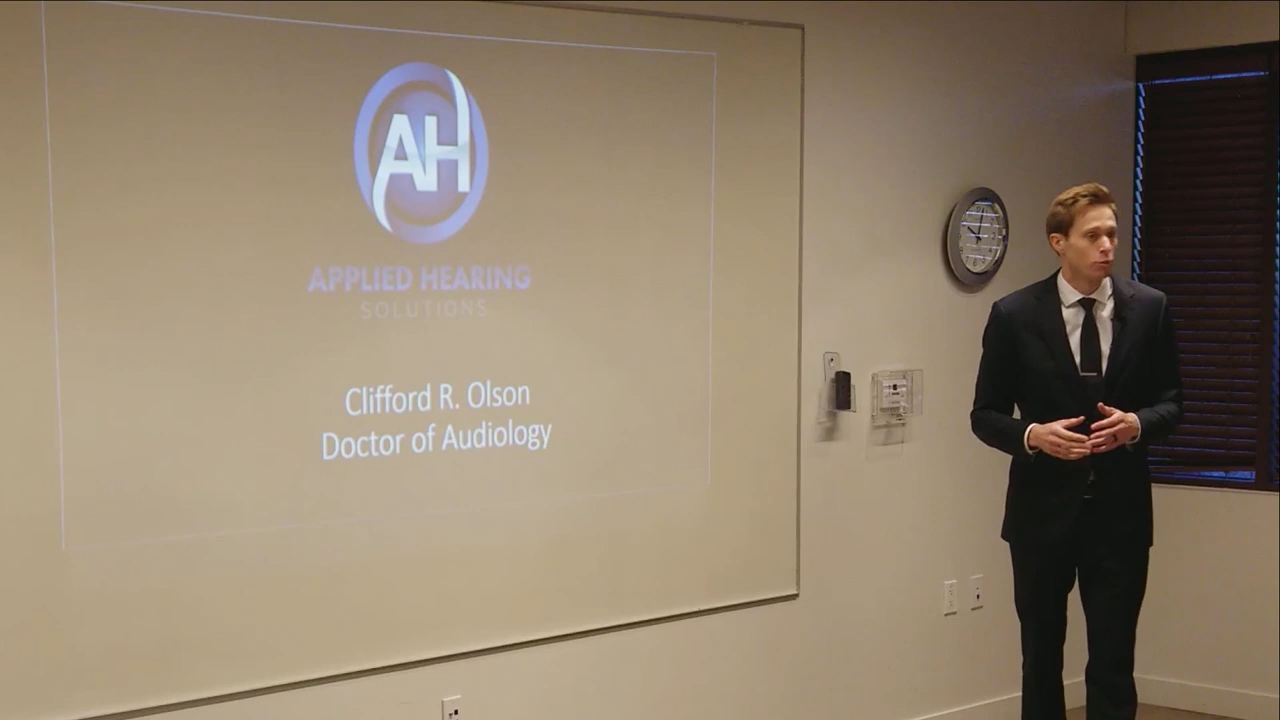 AH
APPLIED HEARING
SOLUTIONS
Clifford R. Olson
Doctor of Audiology